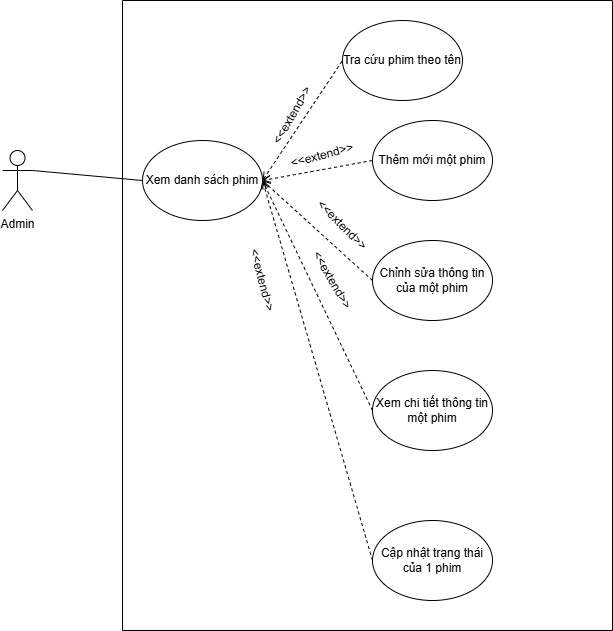 Tra cứu phim theo tên
<<extend>>
Thêm mới một phim
<<extend>>
Xem danh sách phim
Admin
<<extend>>
Chỉnh sửa thông tin
của một phim
<<extend>>
<<extend>>
Xem chi tiết thông tin
một phim
Cập nhật trạng thái
của 1 phim